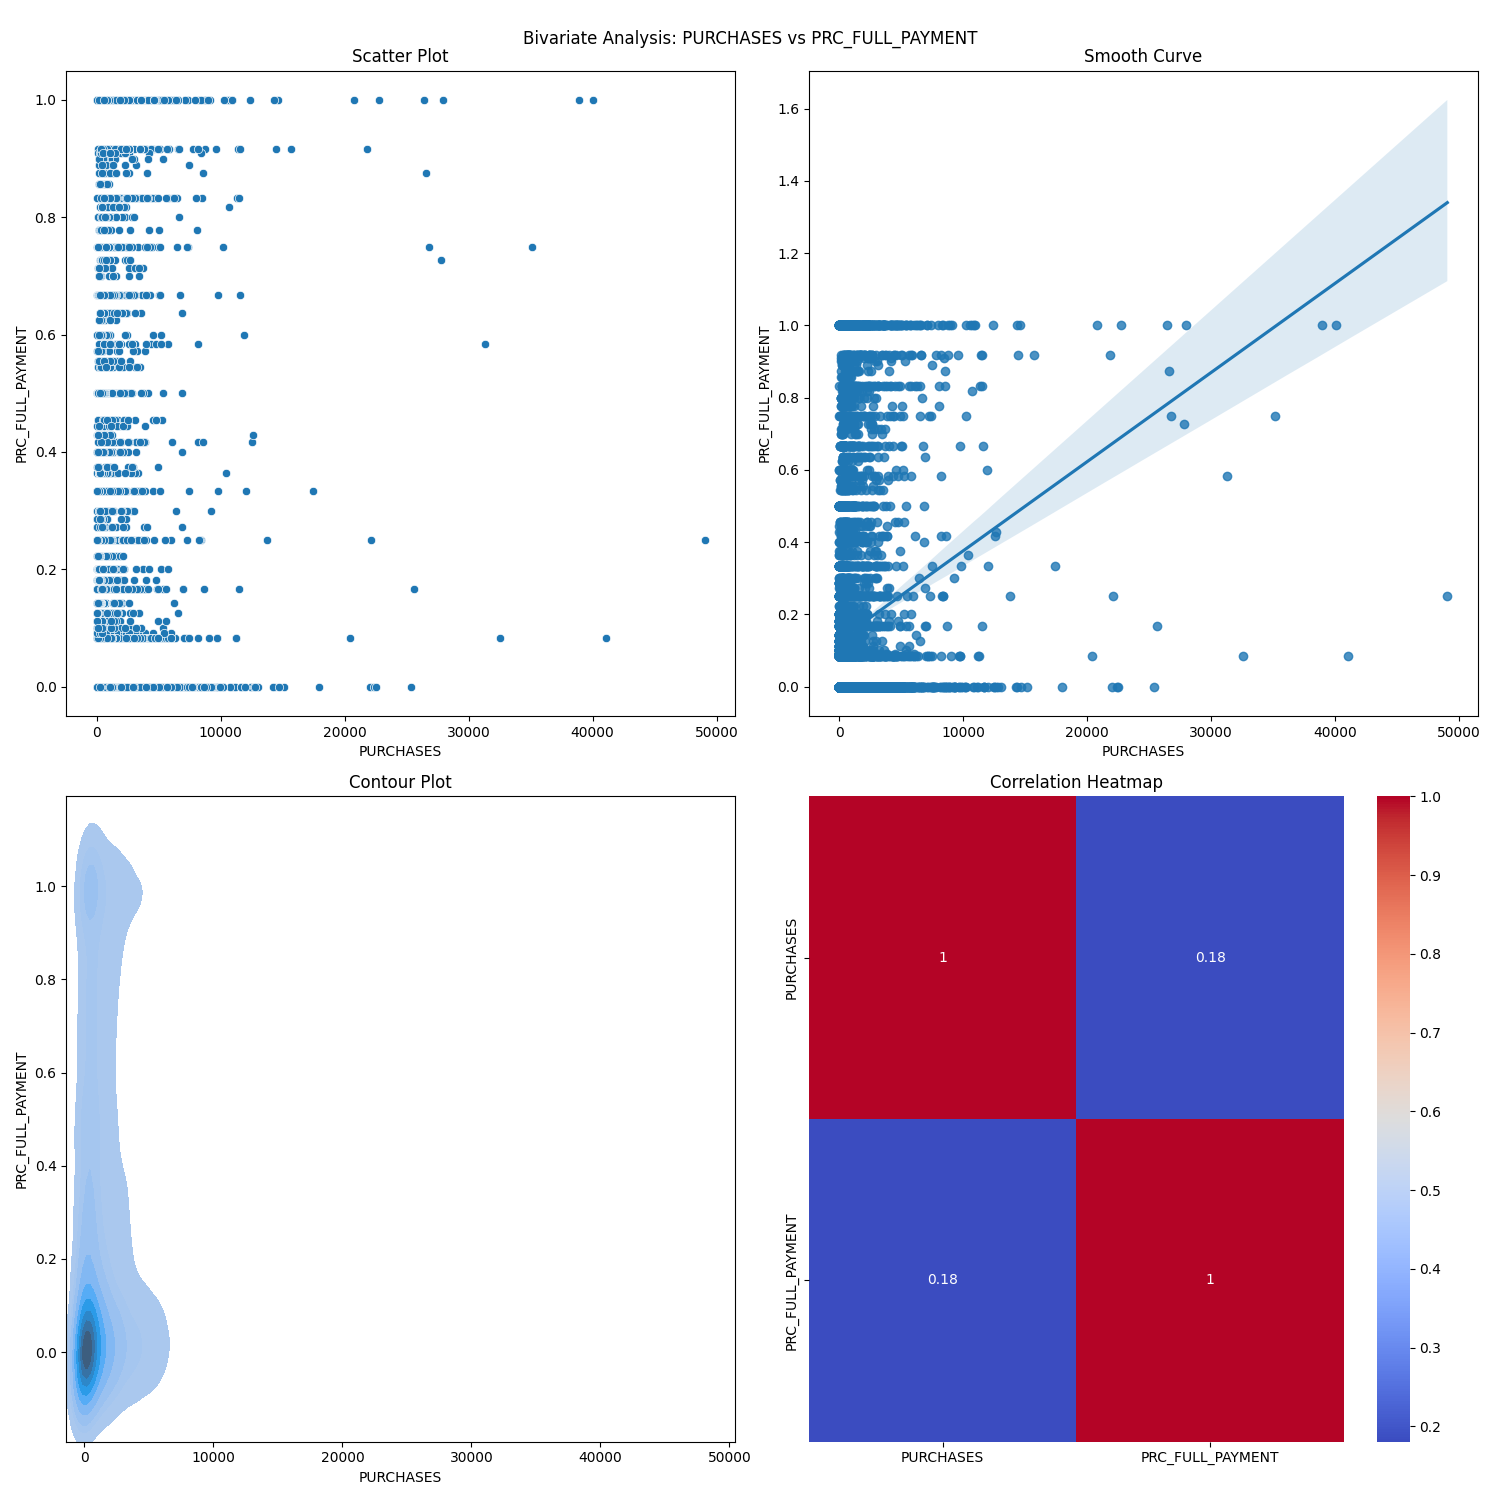 Bivariate Analysis: PURCHASES vs PRC_FULL_PAYMENT
Scatter Plot
1.0
0.8
0.6
0.4
0.2
0.0
PRC_FULL_PAYMENT
0 10000 20000 30000 40000 50000
PURCHASES
Smooth Curve
1.6
1.4
1.2
1.0
0.8
0.6
0.4
0.2
0.0
PRC_FULL_PAYMENT
0 10000 20000 30000 40000 50000
PURCHASES
Contour Plot
1.0
0.8
0.6
0.4
0.2
0.0
PRC_FULL_PAYMENT
0 10000 20000 30000 40000 50000
PURCHASES
Correlation Heatmap
PURCHASES
PRC_FULL_PAYMENT
1 0.18
0.18 1
PURCHASES PRC_FULL_PAYMENT
1.0
0.9
0.8
0.7
0.6
0.5
0.4
0.3
0.2